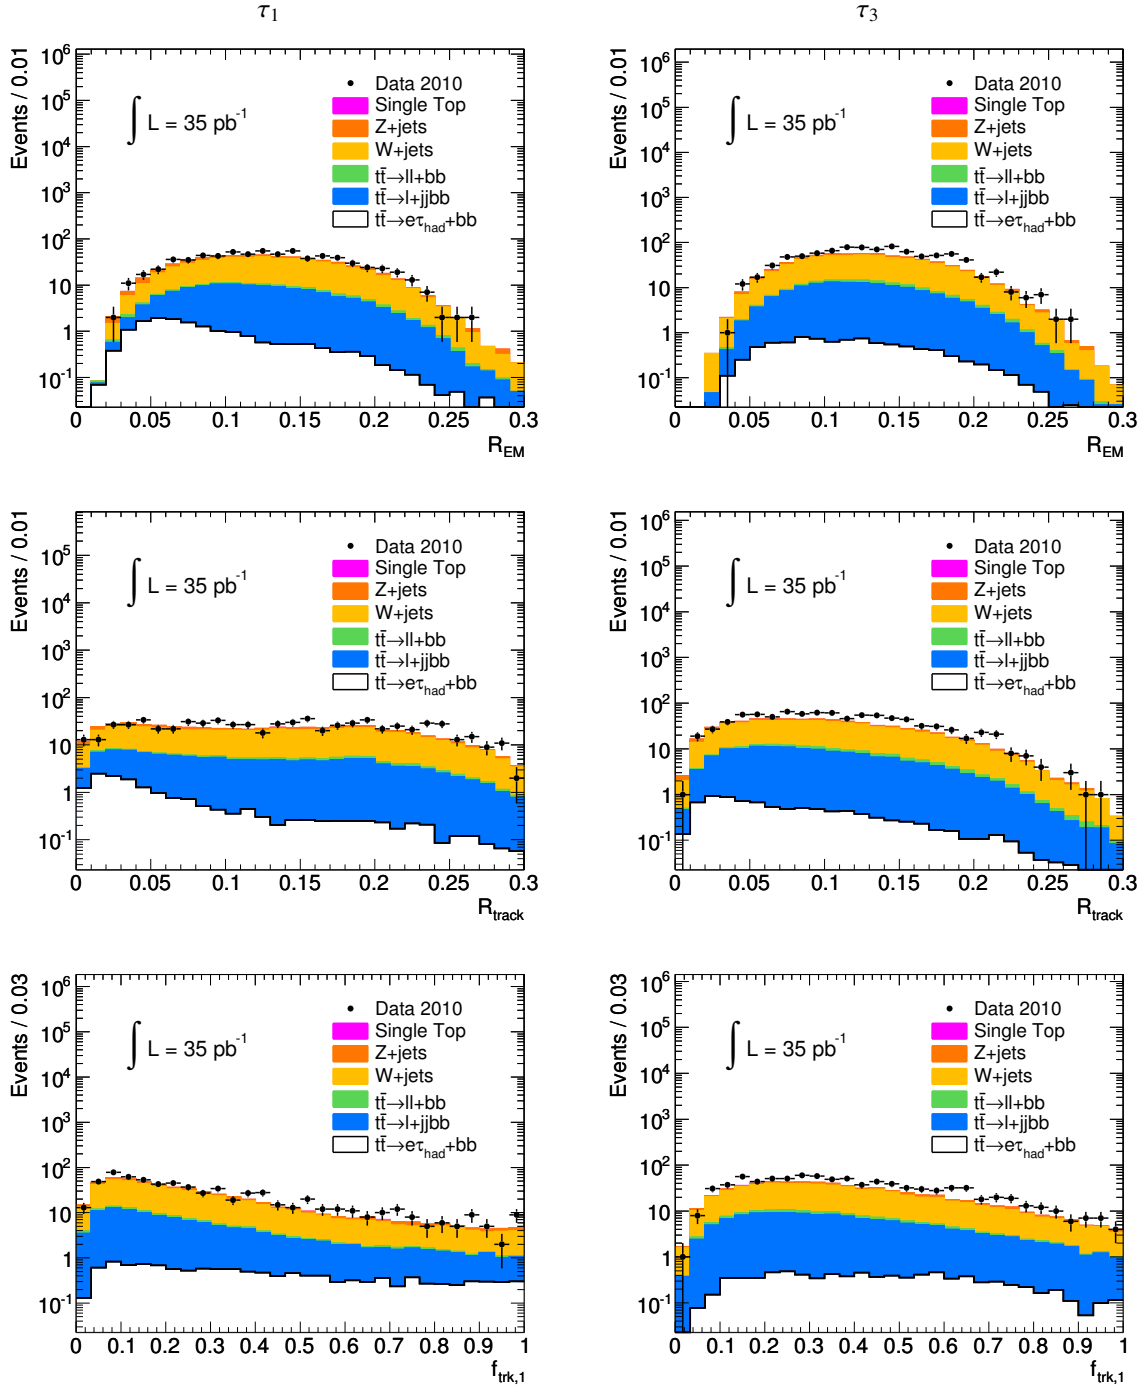 τ1 τ3
Events / 0.01
10^6
10^5
10^4
10^3
10^2
10
1
10^-1
∫ L = 35 pb^-1
Data 2010
Single Top
Z+jets
W+jets
tt̄→ll+bb
tt̄→l+jjbb
tt̄→eτhad+bb
0 0.05 0.1 0.15 0.2 0.25 0.3
R_EM
Events / 0.01
10^6
10^5
10^4
10^3
10^2
10
1
10^-1
∫ L = 35 pb^-1
Data 2010
Single Top
Z+jets
W+jets
tt̄→ll+bb
tt̄→l+jjbb
tt̄→eτhad+bb
0 0.05 0.1 0.15 0.2 0.25 0.3
R_EM
Events / 0.01
10^5
10^4
10^3
10^2
10
1
10^-1
∫ L = 35 pb^-1
Data 2010
Single Top
Z+jets
W+jets
tt̄→ll+bb
tt̄→l+jjbb
tt̄→eτhad+bb
0 0.05 0.1 0.15 0.2 0.25 0.3
R_track
Events / 0.01
10^6
10^5
10^4
10^3
10^2
10
1
10^-1
∫ L = 35 pb^-1
Data 2010
Single Top
Z+jets
W+jets
tt̄→ll+bb
tt̄→l+jjbb
tt̄→eτhad+bb
0 0.05 0.1 0.15 0.2 0.25 0.3
R_track
Events / 0.03
10^6
10^5
10^4
10^3
10^2
10
1
10^-1
∫ L = 35 pb^-1
Data 2010
Single Top
Z+jets
W+jets
tt̄→ll+bb
tt̄→l+jjbb
tt̄→eτhad+bb
0 0.1 0.2 0.3 0.4 0.5 0.6 0.7 0.8 0.9 1
f_trk,1
Events / 0.03
10^6
10^5
10^4
10^3
10^2
10
1
10^-1
∫ L = 35 pb^-1
Data 2010
Single Top
Z+jets
W+jets
tt̄→ll+bb
tt̄→l+jjbb
tt̄→eτhad+bb
0 0.1 0.2 0.3 0.4 0.5 0.6 0.7 0.8 0.9 1
f_trk,1